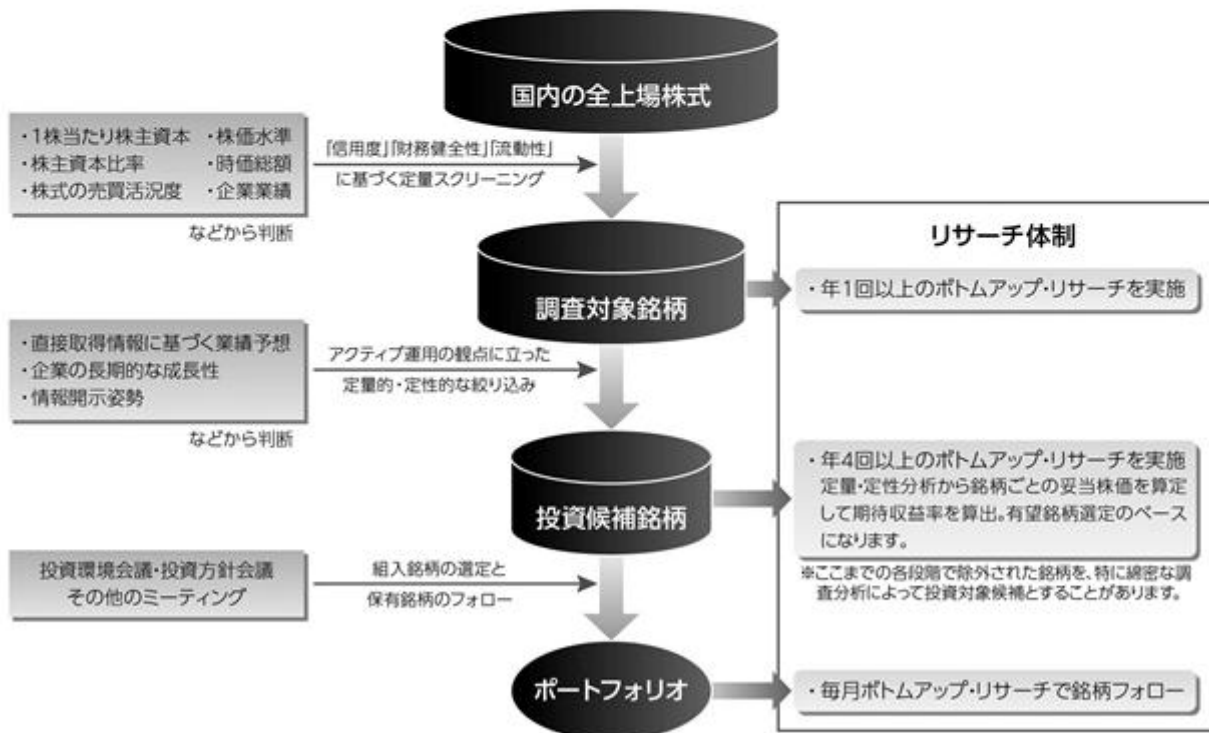 国内の全上場株式
・1株当たり株主資本 ・株価水準
・株主資本比率 ・時価総額
・株式の売買活況度 ・企業業績
などから判断
「信用度」「財務健全性」「流動性」
に基づく定量スクリーニング
調査対象銘柄
リサーチ体制
・年1回以上のボトムアップ・リサーチを実施
・直接取得情報に基づく業績予想
・企業の長期的な成長性
・情報開示姿勢
などから判断
アクティブ運用の観点に立った
定量的・定性的な絞り込み
投資候補銘柄
・年4回以上のボトムアップ・リサーチを実施
定量・定性分析から銘柄ごとの妥当株価を算定
して期待収益率を算出。有望銘柄選定のベース
になります。
※ここまでの各段階で除外された銘柄を、特に綿密な調
査分析によって投資対象候補とすることがあります。
投資環境会議・投資方針会議
その他のミーティング
組入銘柄の選定と
保有銘柄のフォロー
ポートフォリオ
・毎月ボトムアップ・リサーチで銘柄フォロー